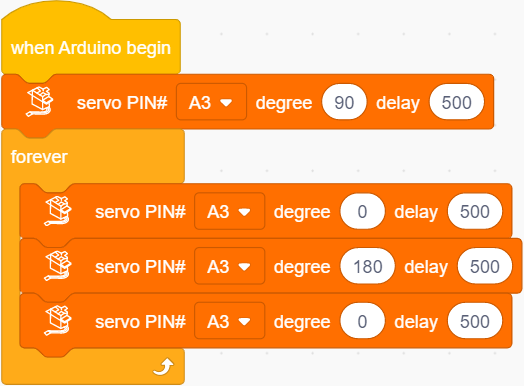 when Arduino begin
servo PIN# A3 degree 90 delay 500
forever
servo PIN# A3 degree 0 delay 500
servo PIN# A3 degree 180 delay 500
servo PIN# A3 degree 0 delay 500